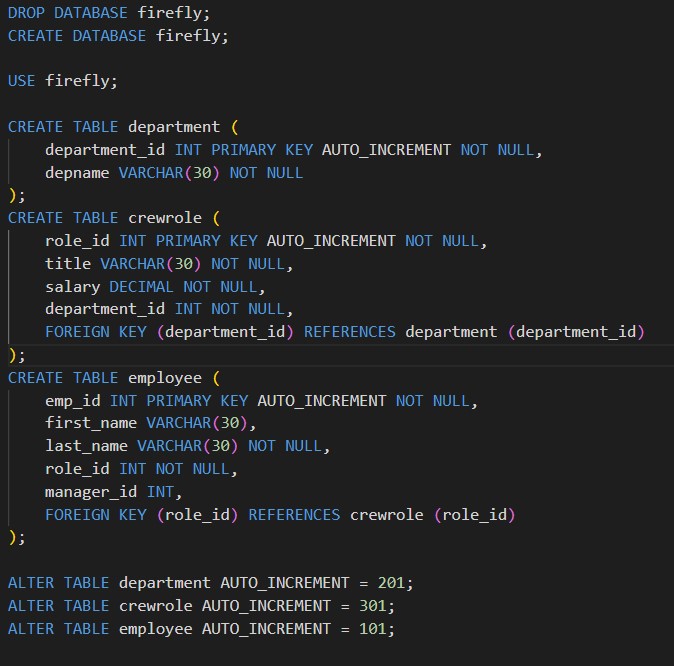 DROP DATABASE firefly;
CREATE DATABASE firefly;
USE firefly;
CREATE TABLE department (
department_id INT PRIMARY KEY AUTO_INCREMENT NOT NULL,
depname VARCHAR(30) NOT NULL
);
CREATE TABLE crewrole (
role_id INT PRIMARY KEY AUTO_INCREMENT NOT NULL,
title VARCHAR(30) NOT NULL,
salary DECIMAL NOT NULL,
department_id INT NOT NULL,
FOREIGN KEY (department_id) REFERENCES department (department_id)
);
CREATE TABLE employee (
emp_id INT PRIMARY KEY AUTO_INCREMENT NOT NULL,
first_name VARCHAR(30),
last_name VARCHAR(30) NOT NULL,
role_id INT NOT NULL,
manager_id INT,
FOREIGN KEY (role_id) REFERENCES crewrole (role_id)
);
ALTER TABLE department AUTO_INCREMENT = 201;
ALTER TABLE crewrole AUTO_INCREMENT = 301;
ALTER TABLE employee AUTO_INCREMENT = 101;